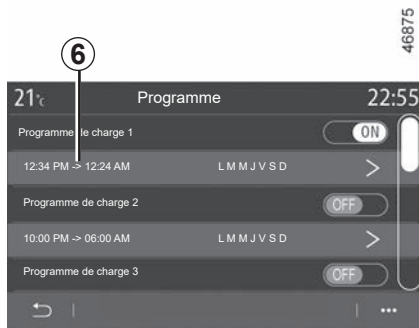 46875
6
21°c Programme 22:55
Programme de charge 1 ON
12:34 PM -> 12:24 AM L M M J V S D >
Programme de charge 2 OFF
10:00 PM -> 06:00 AM L M M J V S D >
Programme de charge 3 OFF